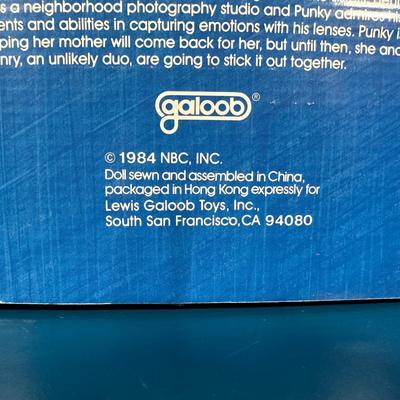 s a neighborhood photography studio and Punky admires his
ents and abilities in capturing emotions with his lenses. Punky i
ping her mother will come back for her, but until then, she and
nry, an unlikely duo, are going to stick it out together.
galoob®
© 1984 NBC, INC.
Doll sewn and assembled in China,
packaged in Hong Kong expressly for
Lewis Galoob Toys, Inc.,
South San Francisco, CA 94080